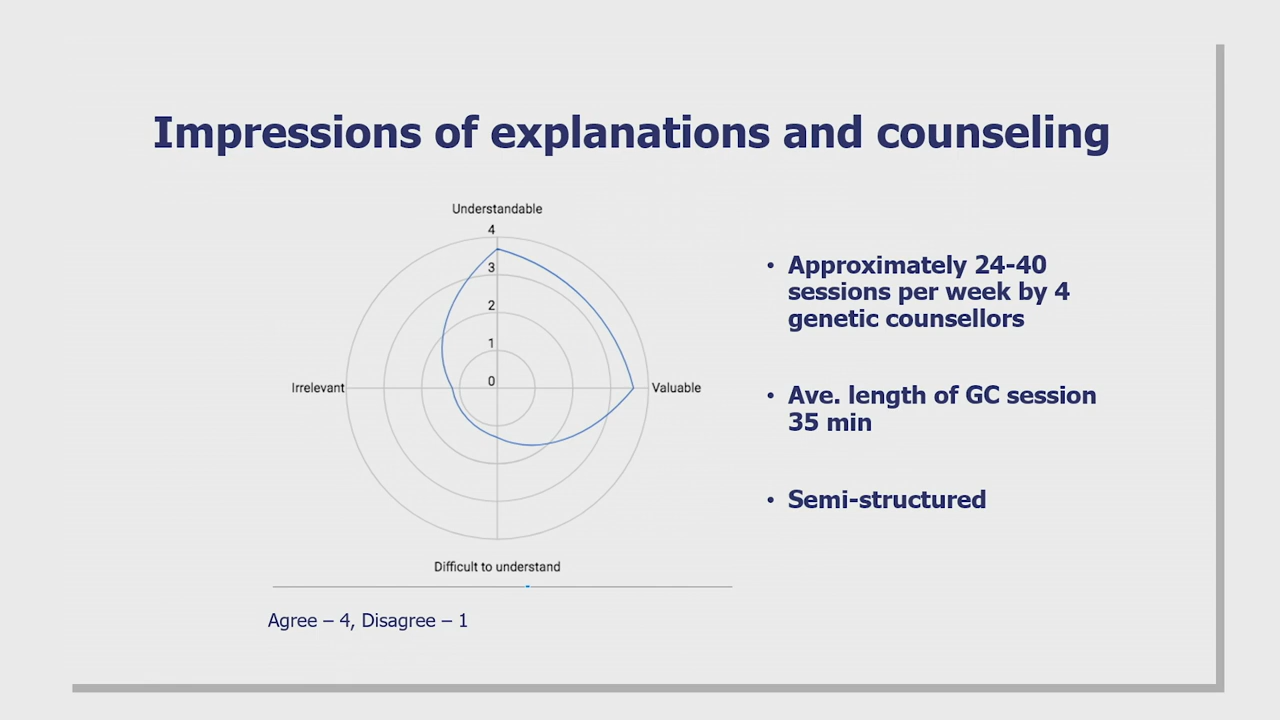 Impressions of explanations and counseling
Understandable
4
3
2
1
0
Irrelevant
Valuable
Difficult to understand
Agree – 4, Disagree – 1
• Approximately 24-40
sessions per week by 4
genetic counsellors
• Ave. length of GC session
35 min
• Semi-structured